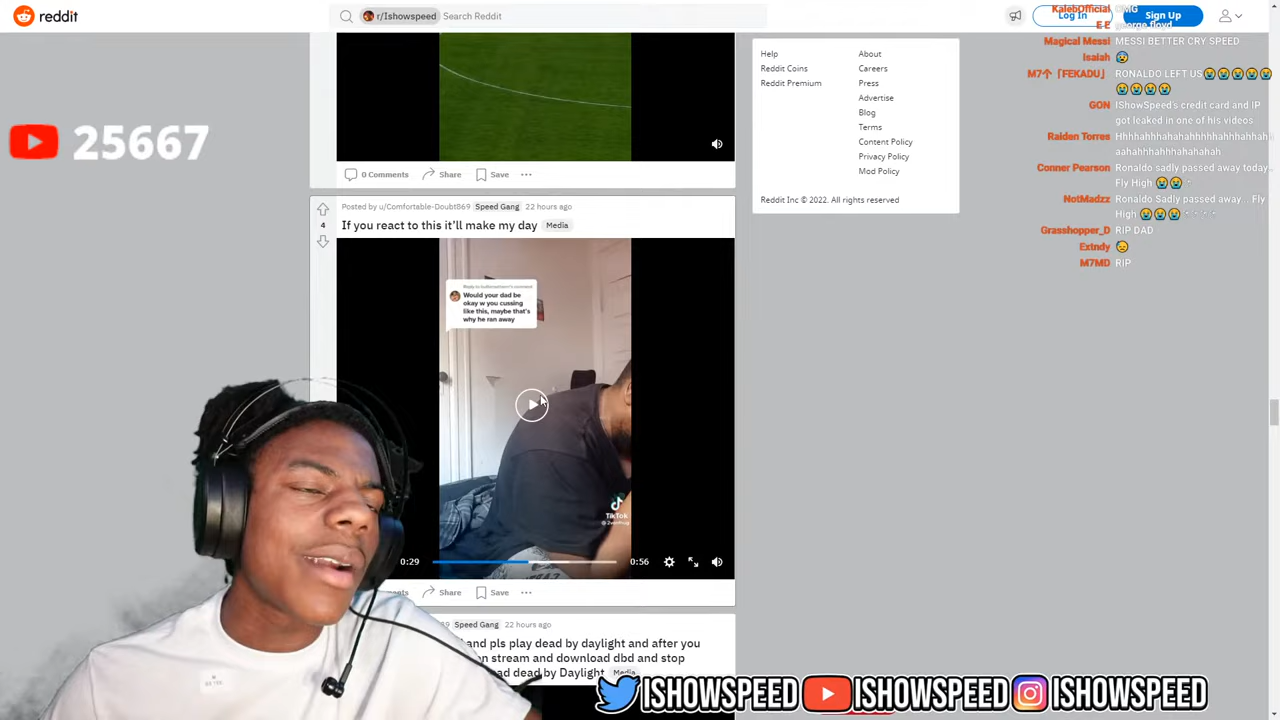 reddit
r/Ishowspeed
Search Reddit
Log In
Sign Up
25667
0 Comments
Share
Save
Posted by u/Comfortable-Doubt869 Speed Gang 22 hours ago
4
If you react to this it'll make my day Media
Would your dad be
okay w you cussing
like this, maybe that's
why he ran away
TikTok
0:29
0:56
Share
Save
Speed Gang 22 hours ago
and pls play dead by daylight and after you
stream and download dbd and stop
dead by Daylight Media
Help
Reddit Coins
Reddit Premium
About
Careers
Press
Advertise
Blog
Terms
Content Policy
Privacy Policy
Mod Policy
Reddit Inc © 2022. All rights reserved
KalebOfficial OMG
E E george floyd
Magical Messi MESSI BETTER CRY SPEED
Isaiah 😨
M7个「FEKADU」 RONALDO LEFT US😭😭😭😭😭
😭😭😭😭
GON IShowSpeed's credit card and IP
got leaked in one of his videos
Raiden Torres Hhhhahhhahahhhhhahhhahhah
aahahhhahhhahahahah
Conner Pearson Ronaldo sadly passed away today
Fly High 😭😭
NotMadzz Ronaldo.Sadly passed away... Fly
High 😭😭😭
Grasshopper_D RIP DAD
Extndy 😥
M7MD RIP
ISHOWSPEED
ISHOWSPEED
ISHOWSPEED